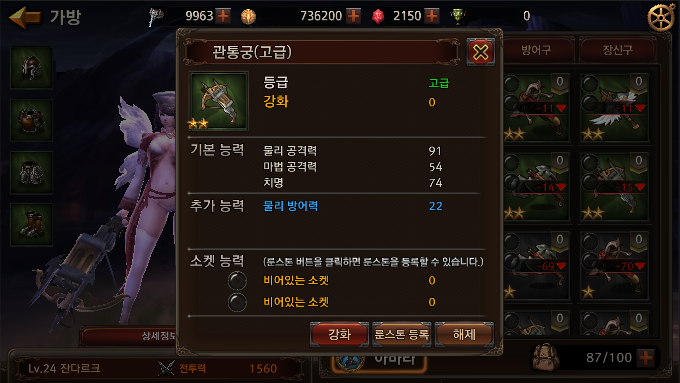 가방
9963
736200
2150
관통궁(고급)
방어구
장신구
등급 고급
강화 0
기본 능력 물리 공격력 91
마법 공격력 54
치명 74
추가 능력 물리 방어력 22
소켓 능력 (룬스톤 버튼을 클릭하면 룬스톤을 등록할 수 있습니다.)
비어있는 소켓 0
비어있는 소켓 0
강화 룬스톤 등록 해제
0 0
-11 -11
0 0
-14 -15
0 0
-69 -70
0 0
상세정보
Lv.24 잔다르크 전투력 1560
아바타
87/100